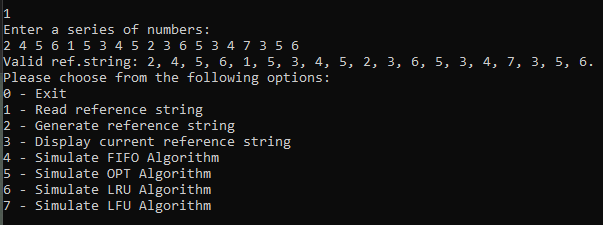 1
Enter a series of numbers:
2 4 5 6 1 5 3 4 5 2 3 6 5 3 4 7 3 5 6
Valid ref.string: 2, 4, 5, 6, 1, 5, 3, 4, 5, 2, 3, 6, 5, 3, 4, 7, 3, 5, 6.
Please choose from the following options:
0 - Exit
1 - Read reference string
2 - Generate reference string
3 - Display current reference string
4 - Simulate FIFO Algorithm
5 - Simulate OPT Algorithm
6 - Simulate LRU Algorithm
7 - Simulate LFU Algorithm